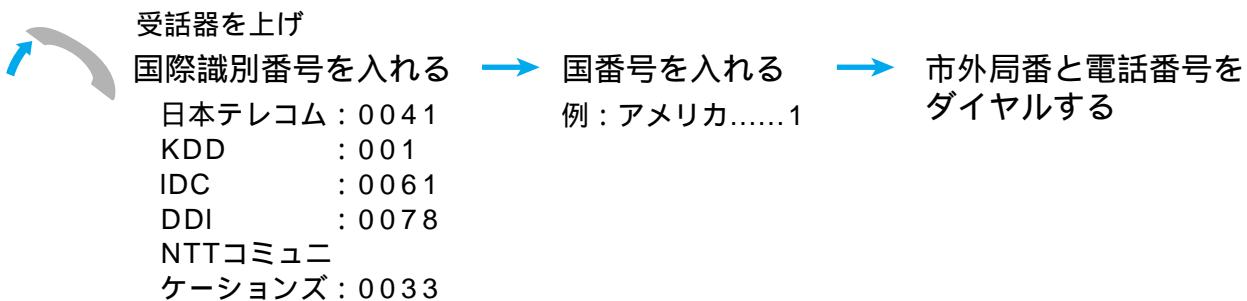 受話器を上げ
国際識別番号を入れる
日本テレコム：0041
KDD：001
IDC：0061
DDI：0078
NTTコミュニ
ケーションズ：0033
国番号を入れる
例：アメリカ……1
市外局番と電話番号を
ダイヤルする